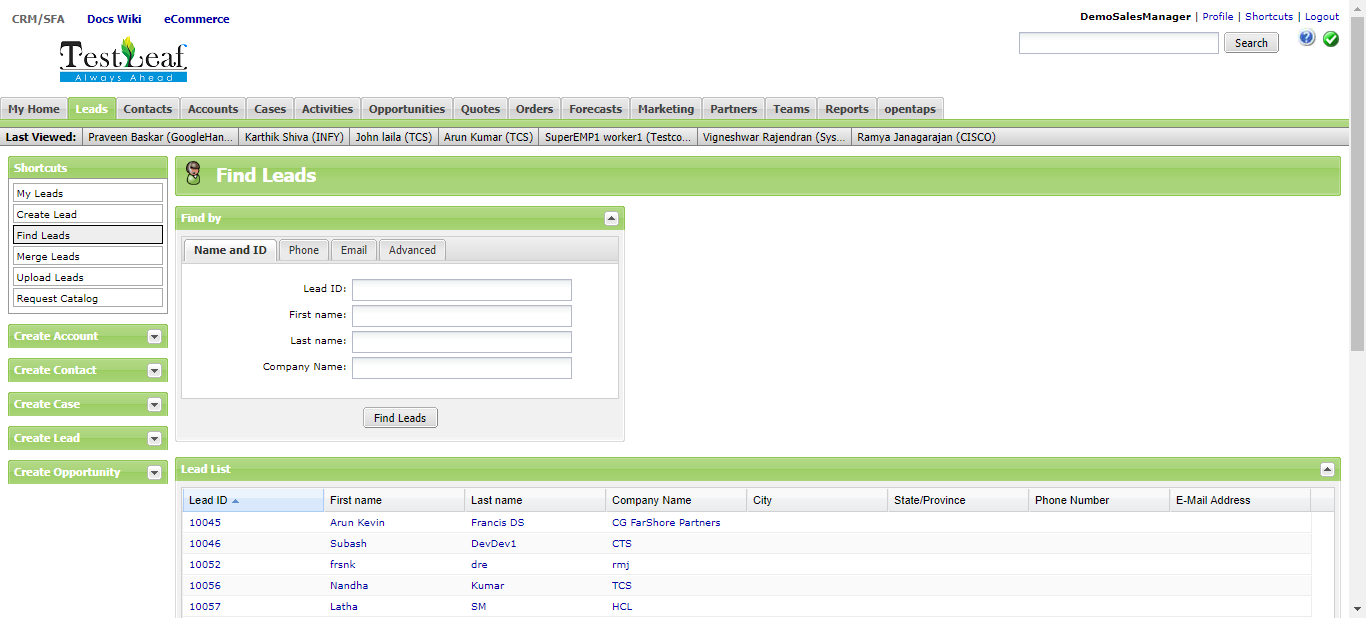 CRM/SFA Docs Wiki eCommerce
DemoSalesManager | Profile | Shortcuts | Logout
TestLeaf
Always Ahead
Search
?
My Home Leads Contacts Accounts Cases Activities Opportunities Quotes Orders Forecasts Marketing Partners Teams Reports opentaps
Last Viewed: Praveen Baskar (GoogleHan... Karthik Shiva (INFY) John laila (TCS) Arun Kumar (TCS) SuperEMP1 worker1 (Testco... Vigneshwar Rajendran (Sys... Ramya Janagarajan (CISCO)
Shortcuts
My Leads
Create Lead
Find Leads
Merge Leads
Upload Leads
Request Catalog
Create Account
Create Contact
Create Case
Create Lead
Create Opportunity
Find Leads
Find by
Name and ID Phone Email Advanced
Lead ID:
First name:
Last name:
Company Name:
Find Leads
Lead List
Lead ID First name Last name Company Name City State/Province Phone Number E-Mail Address
10045 Arun Kevin Francis DS CG FarShore Partners
10046 Subash DevDev1 CTS
10052 frsnk dre rmj
10056 Nandha Kumar TCS
10057 Latha SM HCL